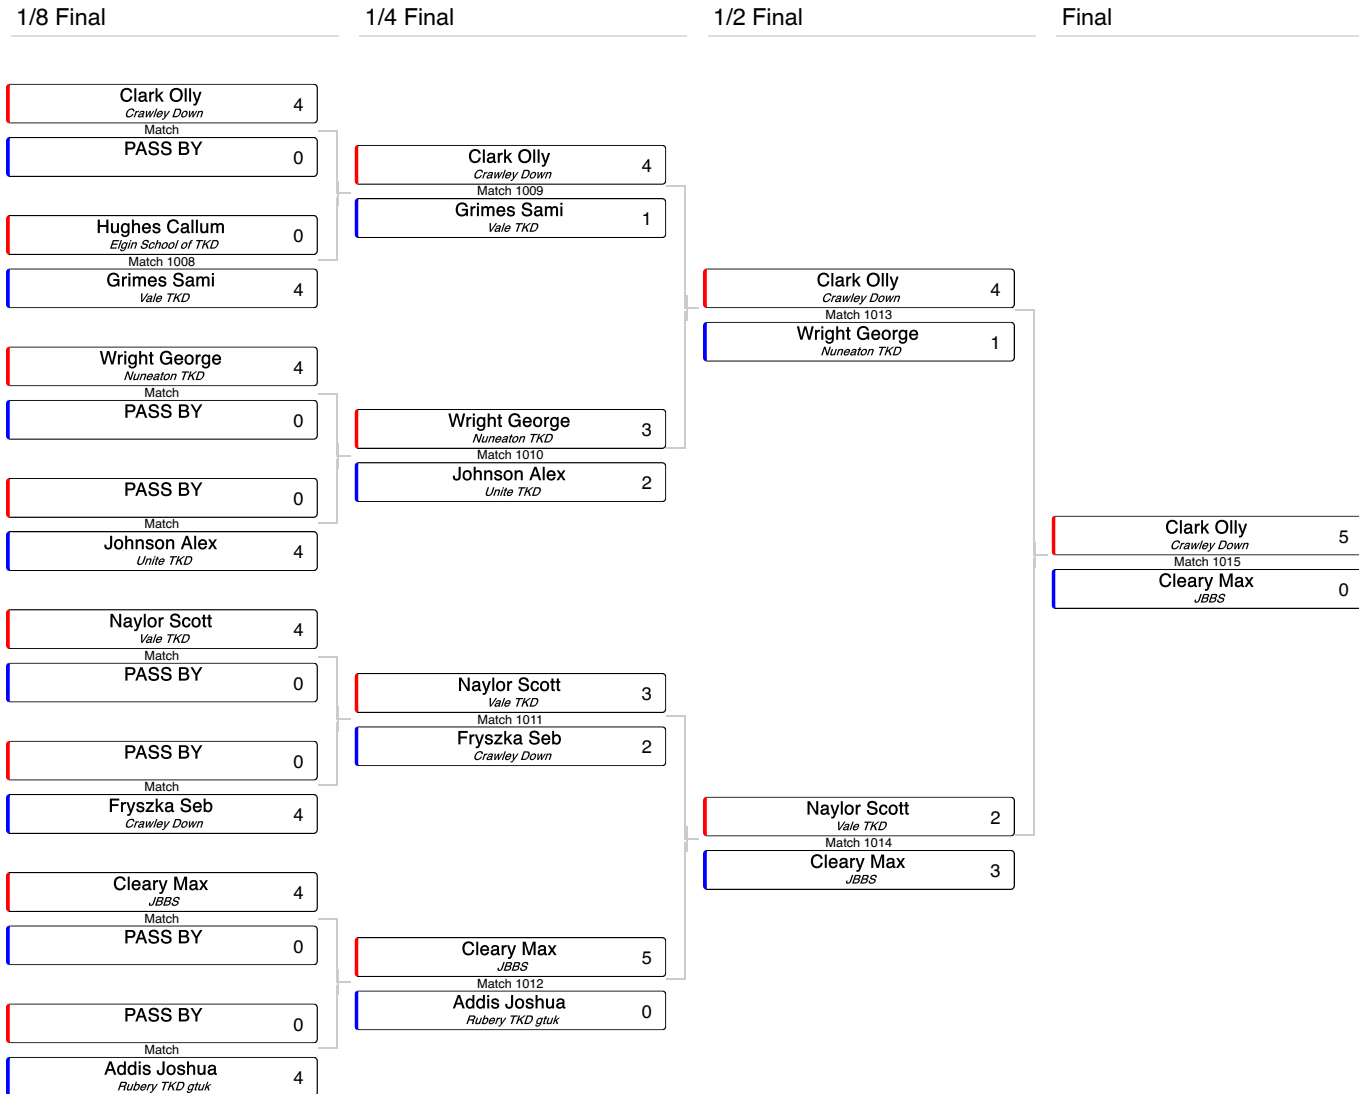 1/8 Final
1/4 Final
1/2 Final
Final
Clark Olly
Crawley Down
4
Match
PASS BY
0
Hughes Callum
Elgin School of TKD
0
Match 1008
Grimes Sami
Vale TKD
4
Wright George
Nuneaton TKD
4
Match
PASS BY
0
PASS BY
0
Match
Johnson Alex
Unite TKD
4
Naylor Scott
Vale TKD
4
Match
PASS BY
0
PASS BY
0
Match
Fryszka Seb
Crawley Down
4
Cleary Max
JBBS
4
Match
PASS BY
0
PASS BY
0
Match
Addis Joshua
Rubery TKD gtuk
4
Clark Olly
Crawley Down
4
Match 1009
Grimes Sami
Vale TKD
1
Wright George
Nuneaton TKD
3
Match 1010
Johnson Alex
Unite TKD
2
Naylor Scott
Vale TKD
3
Match 1011
Fryszka Seb
Crawley Down
2
Cleary Max
JBBS
5
Match 1012
Addis Joshua
Rubery TKD gtuk
0
Clark Olly
Crawley Down
4
Match 1013
Wright George
Nuneaton TKD
1
Naylor Scott
Vale TKD
2
Match 1014
Cleary Max
JBBS
3
Clark Olly
Crawley Down
5
Match 1015
Cleary Max
JBBS
0